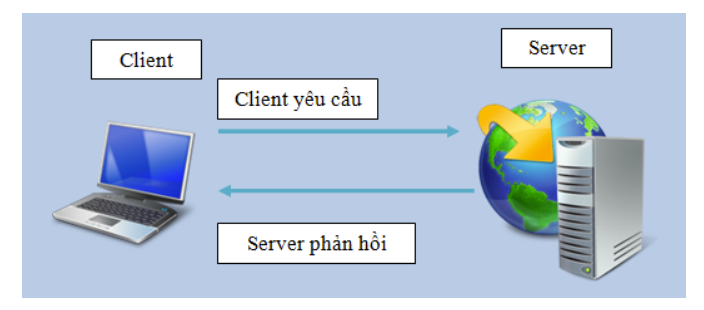 Client
Server
Client yêu cầu
Server phản hồi